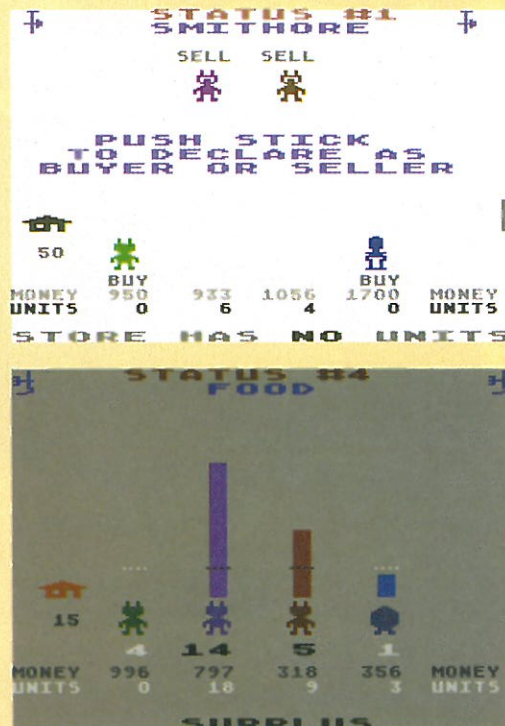 STATUS #1
SMITHORE
SELL SELL
PUSH STICK
TO DECLARE AS
BUYER OR SELLER
50
BUY BUY
MONEY 950 933 1056 1700 MONEY
UNITS 0 6 4 0 UNITS
STORE HAS NO UNITS
STATUS #4
FOOD
15
4 14 5 1
MONEY 996 797 318 356 MONEY
UNITS 0 18 9 3 UNITS
SURPLUS